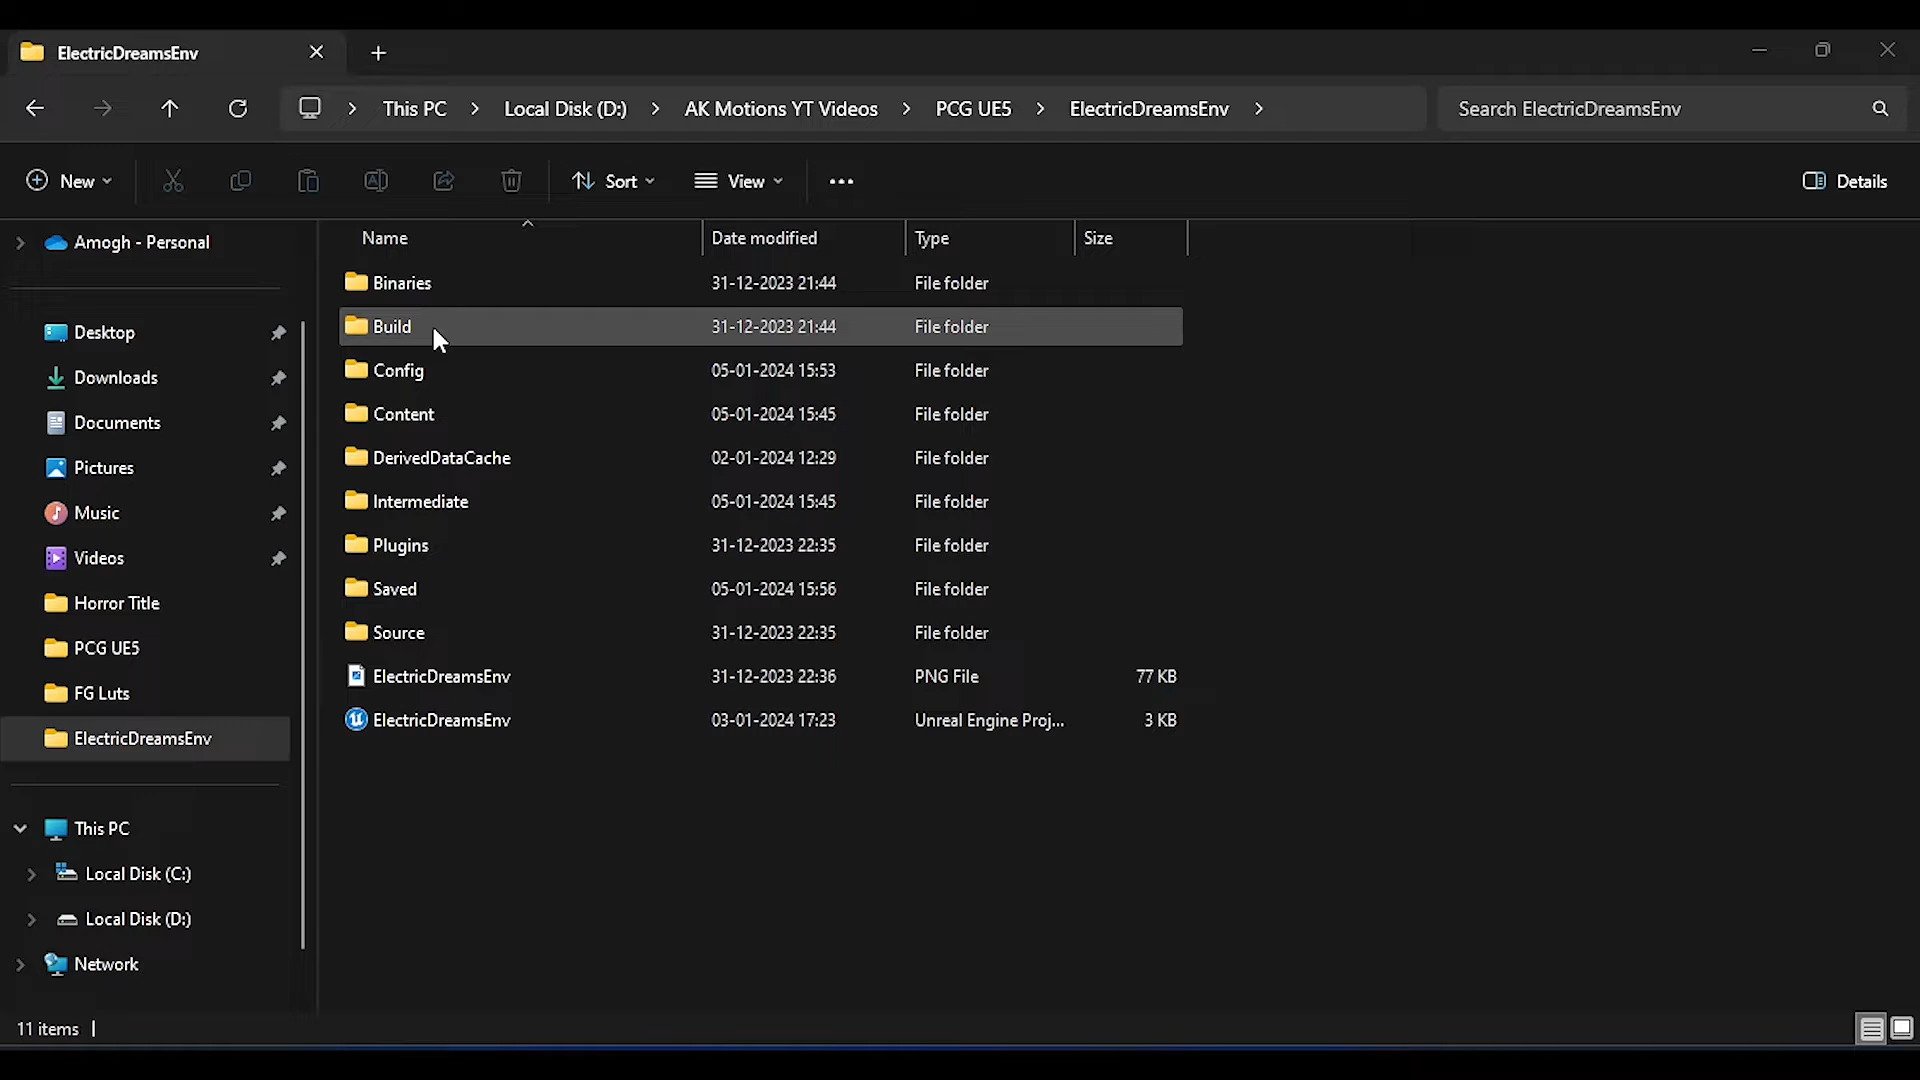 ElectricDreamsEnv
This PC > Local Disk (D:) > AK Motions YT Videos > PCG UE5 > ElectricDreamsEnv >
Search ElectricDreamsEnv
New
Sort
View
Details
Amogh - Personal
Desktop
Downloads
Documents
Pictures
Music
Videos
Horror Title
PCG UE5
FG Luts
ElectricDreamsEnv
This PC
Local Disk (C:)
Local Disk (D:)
Network
Name Date modified Type Size
Binaries 31-12-2023 21:44 File folder
Build 31-12-2023 21:44 File folder
Config 05-01-2024 15:53 File folder
Content 05-01-2024 15:45 File folder
DerivedDataCache 02-01-2024 12:29 File folder
Intermediate 05-01-2024 15:45 File folder
Plugins 31-12-2023 22:35 File folder
Saved 05-01-2024 15:56 File folder
Source 31-12-2023 22:35 File folder
ElectricDreamsEnv 31-12-2023 22:36 PNG File 77 KB
ElectricDreamsEnv 03-01-2024 17:23 Unreal Engine Proj... 3 KB
11 items